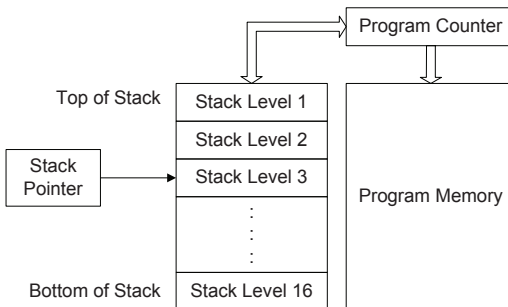 Program Counter
Top of Stack
Stack Level 1
Stack Level 2
Stack
Pointer
Stack Level 3
Program Memory
:
:
:
Bottom of Stack
Stack Level 16